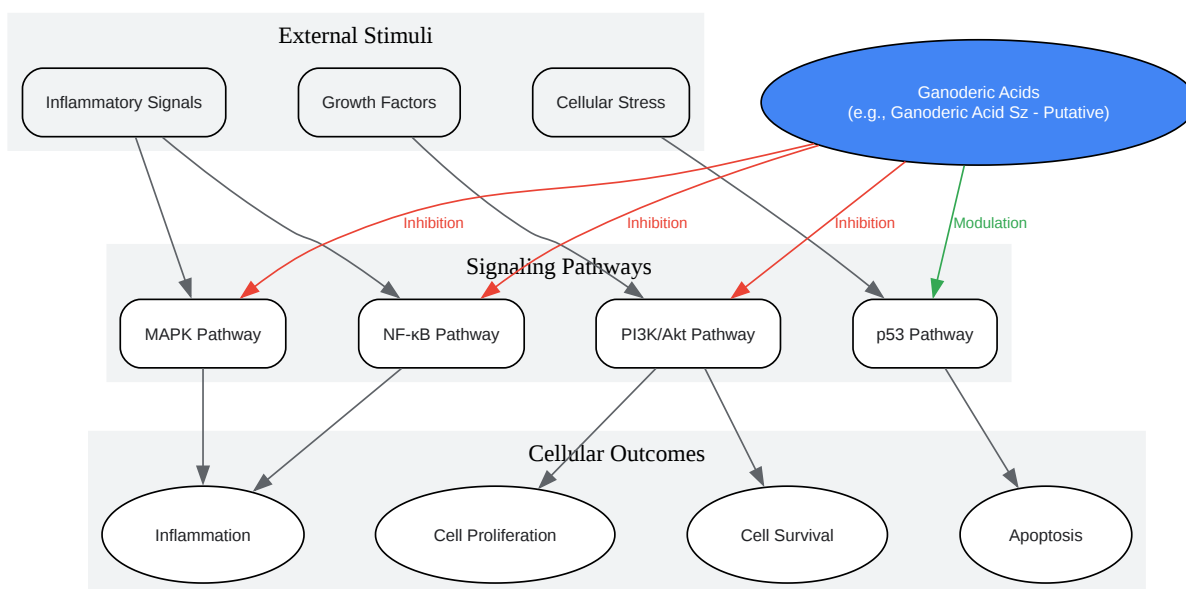 External Stimuli
Inflammatory Signals
Growth Factors
Cellular Stress
Ganoderic Acids
(e.g., Ganoderic Acid Sz - Putative)
Inhibition
Inhibition
Inhibition
Modulation
Signaling Pathways
MAPK Pathway
NF-κB Pathway
PI3K/Akt Pathway
p53 Pathway
Cellular Outcomes
Inflammation
Cell Proliferation
Cell Survival
Apoptosis